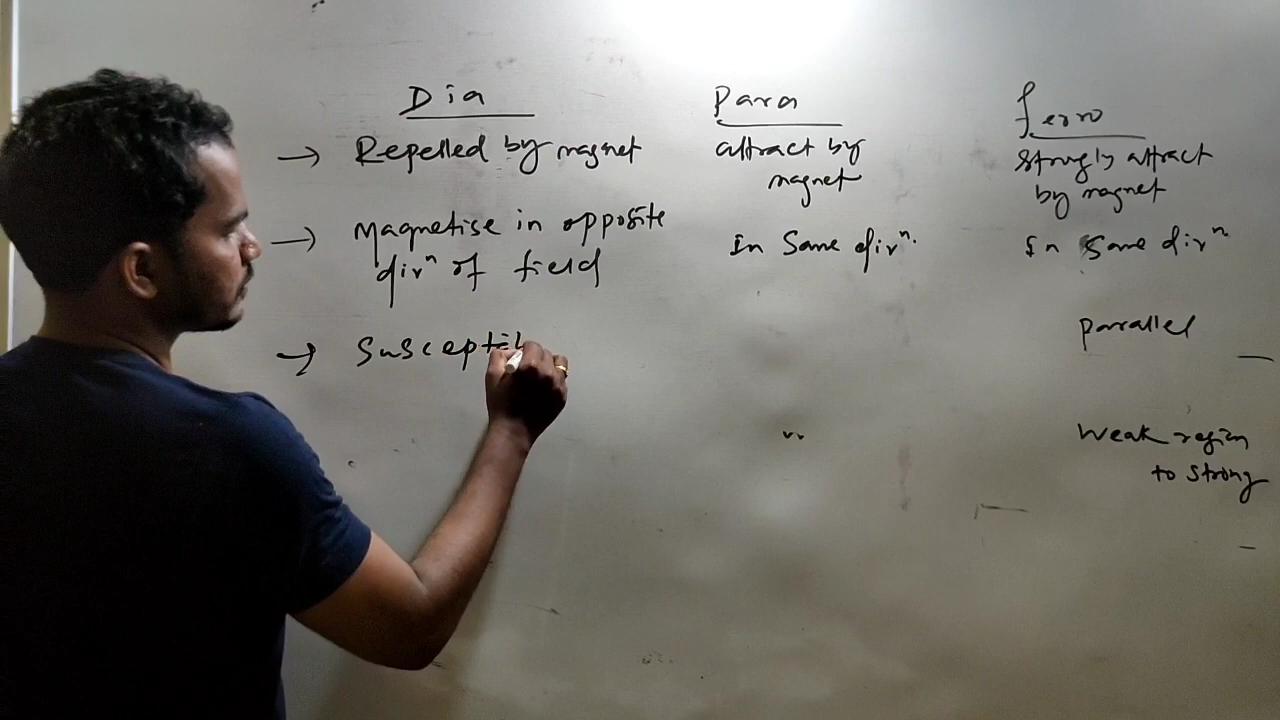 Dia
Repelled by magnet
Magnetise in opposite
dirⁿ of field
Susceptib
Para
attract by
magnet
In Same dirⁿ.
ferro
Strongly attract
by magnet
In Same dirⁿ
parallel
Weak region
to strong